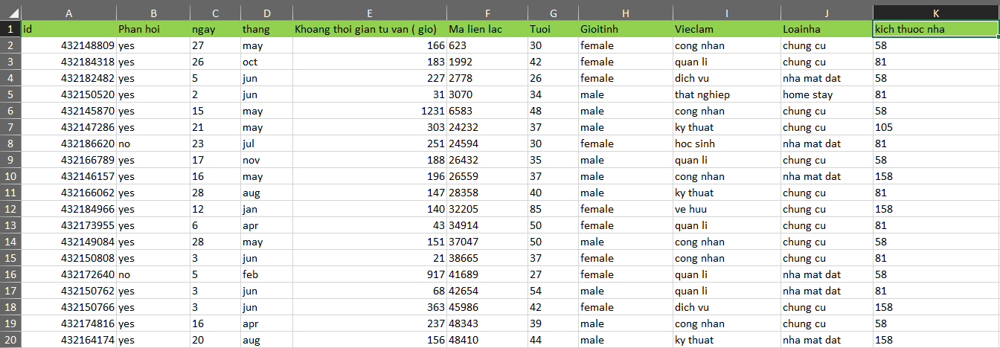 A B C D E F G H I J K
1 id Phan hoi ngay thang Khoang thoi gian tu van ( gio) Ma lien lac Tuoi Gioitinh Vieclam Loainha kich thuoc nha
2 432148809 yes 27 may 166 623 30 female cong nhan chung cu 58
3 432184318 yes 26 oct 183 1992 42 female quan li chung cu 81
4 432182482 yes 5 jun 227 2778 26 female dich vu nha mat dat 58
5 432150520 yes 2 jun 31 3070 34 male that nghiep home stay 81
6 432145870 yes 15 may 1231 6583 48 male cong nhan chung cu 58
7 432147286 yes 21 may 303 24232 37 male ky thuat chung cu 105
8 432186620 no 23 jul 251 24594 30 female hoc sinh nha mat dat 81
9 432166789 yes 17 nov 188 26432 35 male quan li chung cu 58
10 432146157 yes 16 may 196 26559 37 male cong nhan nha mat dat 158
11 432166062 yes 28 aug 147 28358 40 male ky thuat chung cu 81
12 432184966 yes 12 jan 140 32205 85 female ve huu chung cu 158
13 432173955 yes 6 apr 43 34914 50 female quan li chung cu 81
14 432149084 yes 28 may 151 37047 50 male cong nhan chung cu 58
15 432150808 yes 3 jun 21 38665 37 female cong nhan chung cu 81
16 432172640 no 5 feb 917 41689 27 female quan li nha mat dat 58
17 432150762 yes 3 jun 68 42654 54 male quan li nha mat dat 81
18 432150766 yes 3 jun 363 45986 42 female dich vu chung cu 158
19 432174816 yes 16 apr 237 48343 39 male cong nhan chung cu 58
20 432164174 yes 20 aug 156 48410 44 male ky thuat nha mat dat 158